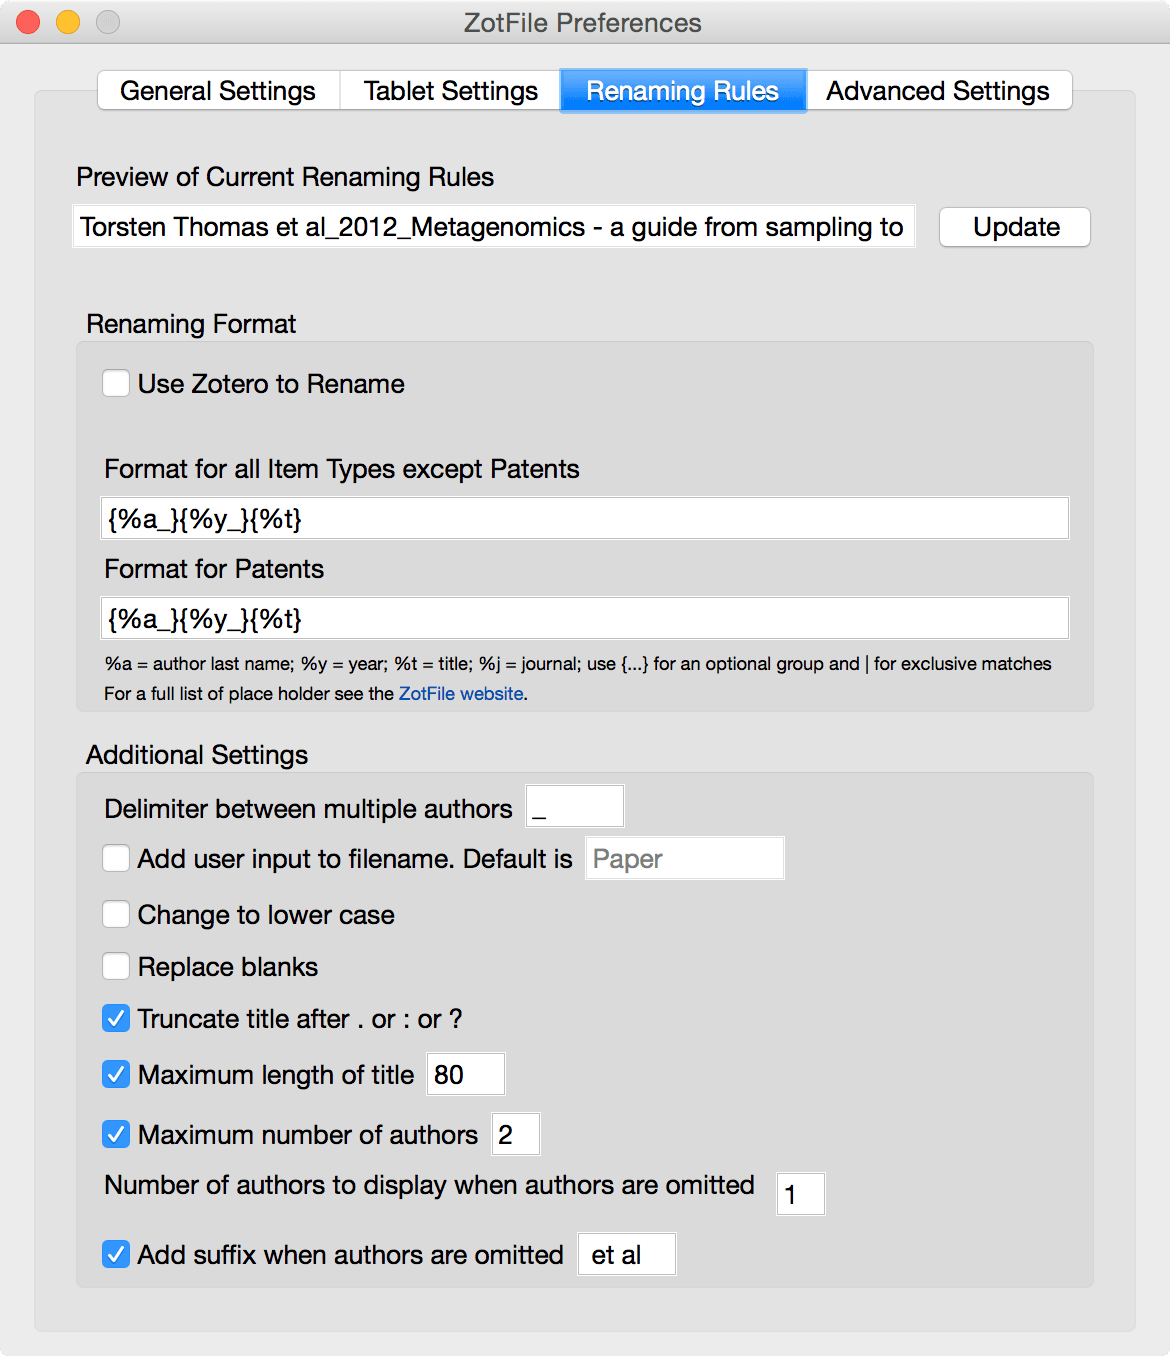 ZotFile Preferences
General Settings Tablet Settings Renaming Rules Advanced Settings
Preview of Current Renaming Rules
Torsten Thomas et al_2012_Metagenomics - a guide from sampling to Update
Renaming Format
Use Zotero to Rename
Format for all Item Types except Patents
{%a_}{%y_}{%t}
Format for Patents
{%a_}{%y_}{%t}
%a = author last name; %y = year; %t = title; %j = journal; use {...} for an optional group and | for exclusive matches
For a full list of place holder see the ZotFile website.
Additional Settings
Delimiter between multiple authors _
Add user input to filename. Default is Paper
Change to lower case
Replace blanks
Truncate title after . or : or ?
Maximum length of title 80
Maximum number of authors 2
Number of authors to display when authors are omitted 1
Add suffix when authors are omitted et al